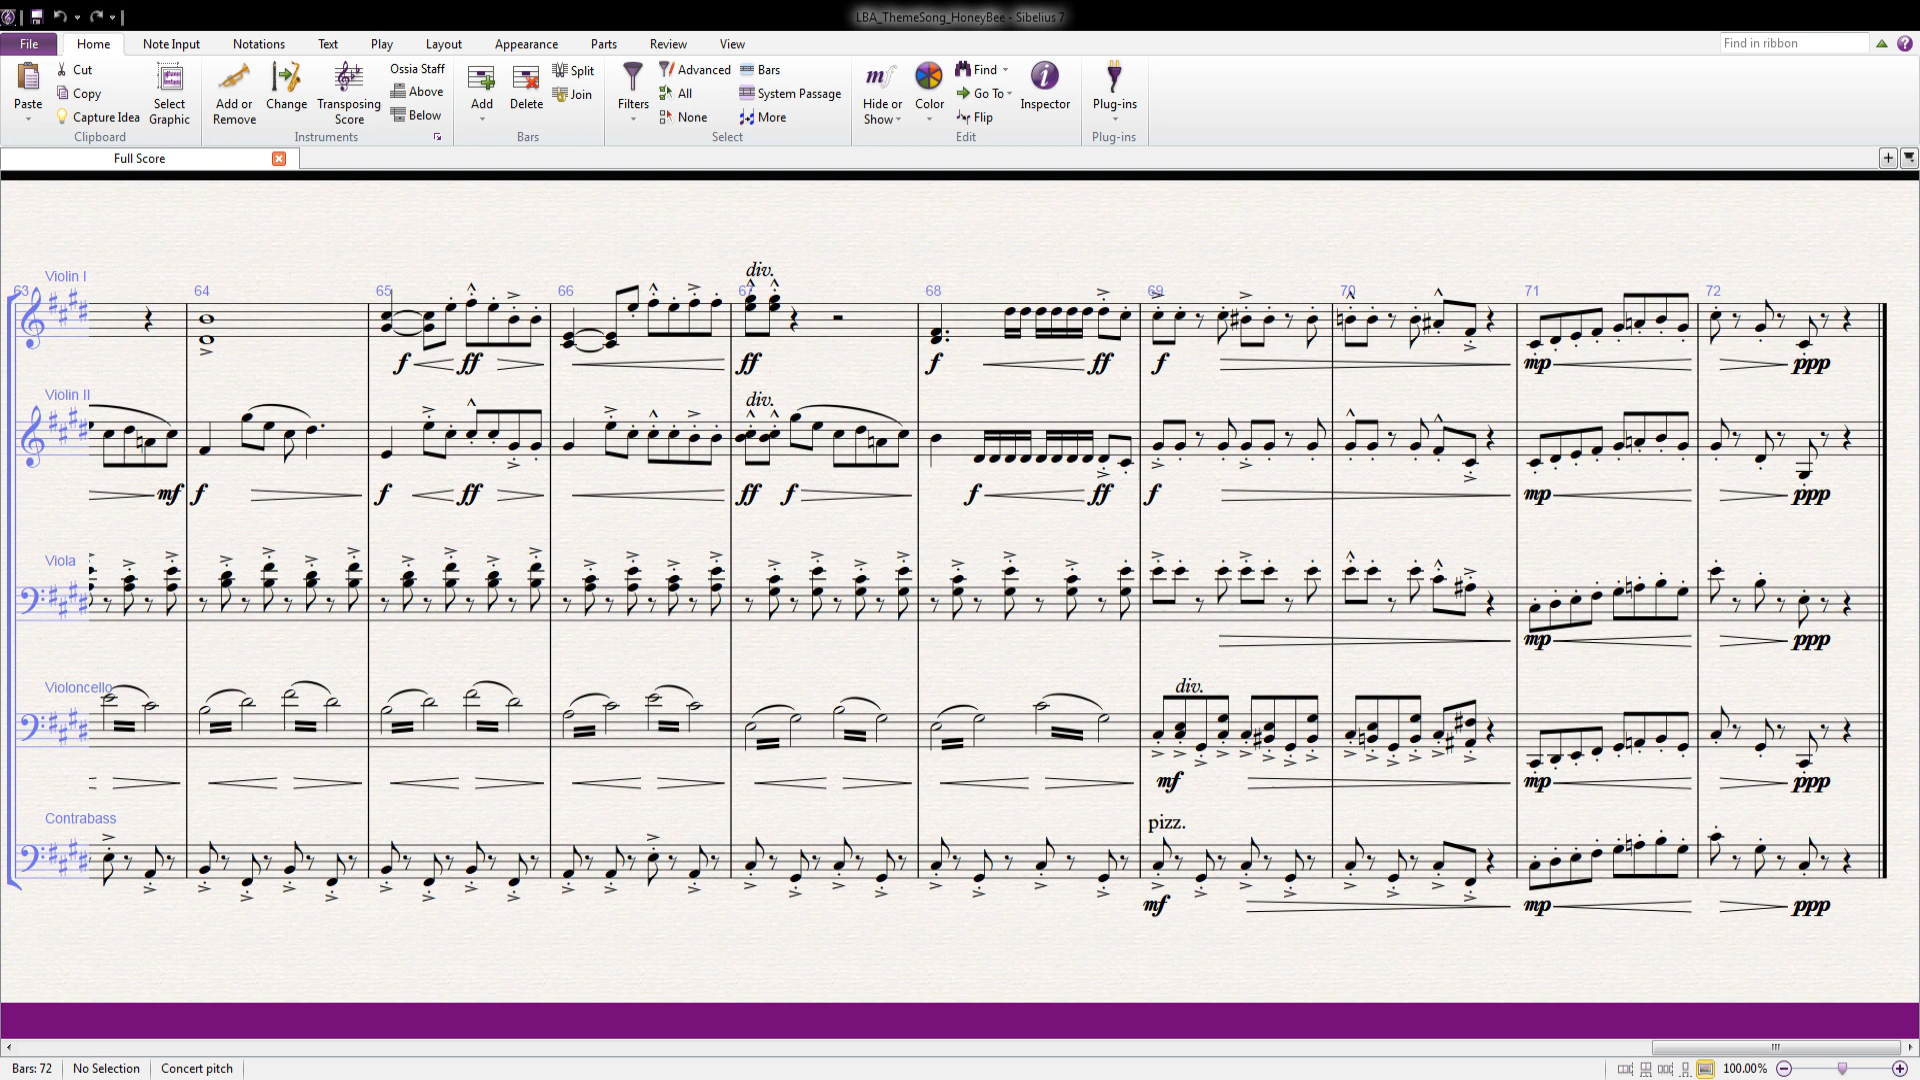 LBA_ThemeSong_HoneyBee - Sibelius 7
File Home Note Input Notations Text Play Layout Appearance Parts Review View Find in ribbon
Paste Cut Copy Capture Idea Select Graphic Clipboard
Add or Remove Change Transposing Score Ossia Staff Above Below Instruments
Add Delete Split Join Bars
Filters Advanced All None Bars System Passage More Select
Hide or Show Color Find Go To Flip Inspector Edit
Plug-ins Plug-ins
Full Score
div.
Violin I
63 64 65 66 67 68 69 70 71 72
f ff ff f ff f mp ppp
Violin II
div.
mf f f ff ff f f ff f mp ppp
Viola
mp ppp
Violoncello
div.
mf mp ppp
Contrabass
pizz.
mf mp ppp
Bars: 72 No Selection Concert pitch 100.00%